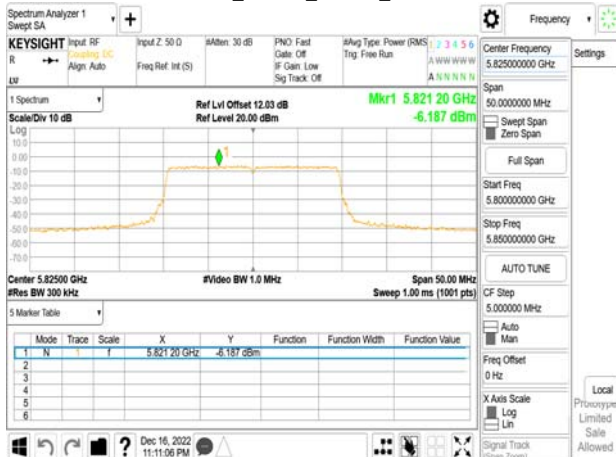 Spectrum Analyzer 1
Swept SA
+
Frequency
KEYSIGHT
R
LXI
Input: RF
Coupling: DC
Align: Auto
Input Z: 50 Ω
Freq Ref: Int (S)
#Atten: 30 dB
PNO: Fast
Gate: Off
IF Gain: Low
Sig Track: Off
#Avg Type: Power (RMS
Trig: Free Run
1 2 3 4 5 6
A W W W W W
A N N N N N
1 Spectrum
Scale/Div 10 dB
Ref Lvl Offset 12.03 dB
Ref Level 20.00 dBm
Mkr1 5.821 20 GHz
-6.187 dBm
Log
10.0
0.00
-10.0
-20.0
-30.0
-40.0
-50.0
-60.0
-70.0
1
Center 5.82500 GHz
#Res BW 300 kHz
#Video BW 1.0 MHz
Span 50.00 MHz
Sweep 1.00 ms (1001 pts)
5 Marker Table
Mode Trace Scale X Y Function Function Width Function Value
1 N 1 f 5.821 20 GHz -6.187 dBm
2
3
4
5
6
?
Dec 16, 2022
11:11:06 PM
Center Frequency
5.825000000 GHz
Span
50.0000000 MHz
Swept Span
Zero Span
Full Span
Start Freq
5.800000000 GHz
Stop Freq
5.850000000 GHz
AUTO TUNE
CF Step
5.000000 MHz
Auto
Man
Freq Offset
0 Hz
X Axis Scale
Log
Lin
Signal Track
(Span Zoom)
Settings
Local
Prototype
Limited
Sale
Allowed